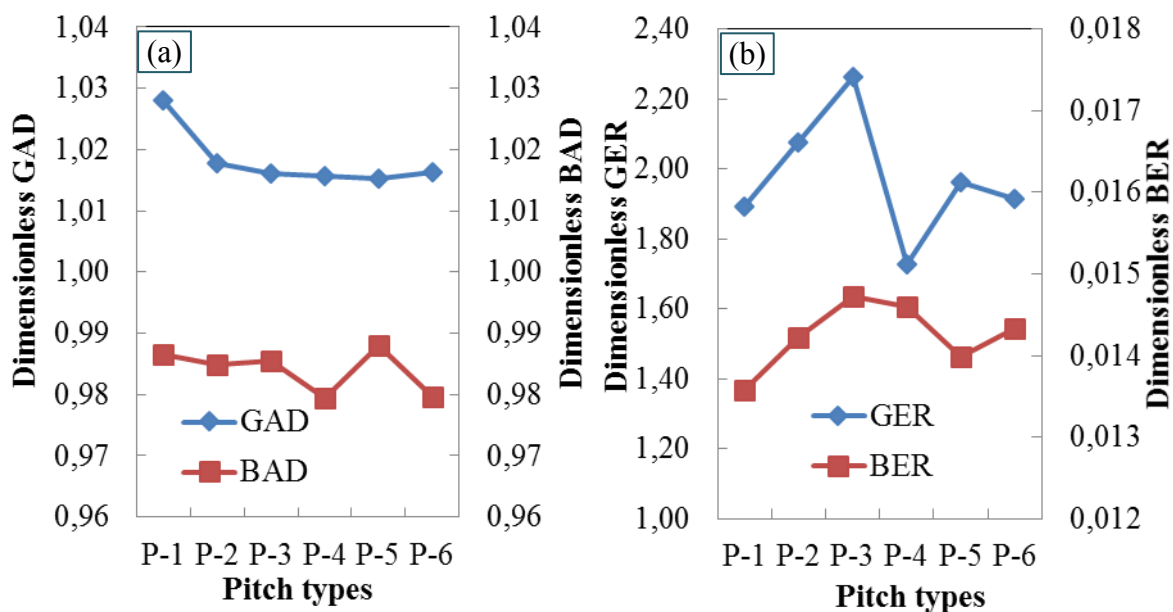 (a)
Dimensionless GAD
1,04
1,03
1,02
1,01
1,00
0,99
0,98
0,97
0,96
GAD
BAD
P-1 P-2 P-3 P-4 P-5 P-6
Pitch types
1,04
1,03
1,02
1,01
1,00
0,99
0,98
0,97
0,96
Dimensionless BAD
(b)
Dimensionless GER
2,40
2,20
2,00
1,80
1,60
1,40
1,20
1,00
GER
BER
P-1 P-2 P-3 P-4 P-5 P-6
Pitch types
0,018
0,017
0,016
0,015
0,014
0,013
0,012
Dimensionless BER